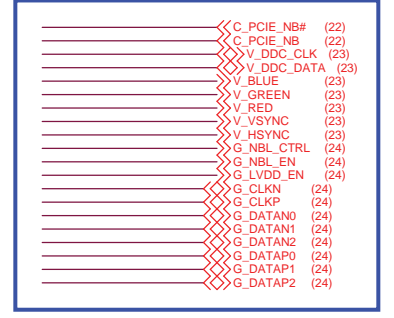 C_PCIE_NB# (22)
C_PCIE_NB (22)
V_DDC_CLK (23)
V_DDC_DATA (23)
V_BLUE (23)
V_GREEN (23)
V_RED (23)
V_VSYNC (23)
V_HSYNC (23)
G_NBL_CTRL (24)
G_NBL_EN (24)
G_LVDD_EN (24)
G_CLKN (24)
G_CLKP (24)
G_DATAN0 (24)
G_DATAN1 (24)
G_DATAN2 (24)
G_DATAP0 (24)
G_DATAP1 (24)
G_DATAP2 (24)